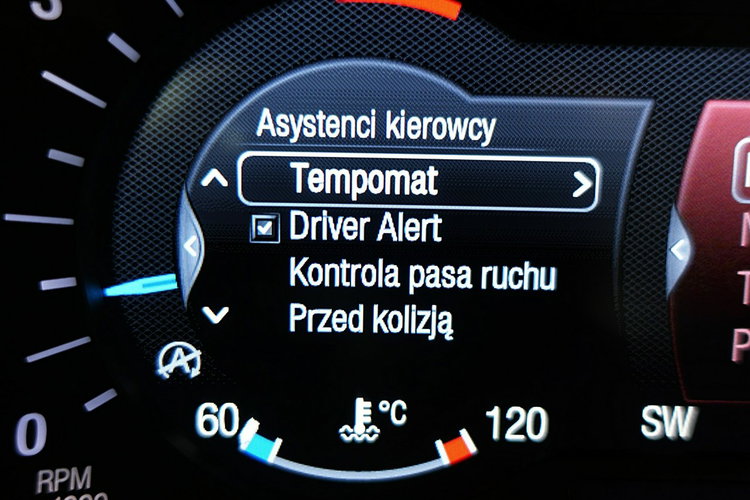 Asystenci kierowcy
Tempomat
Driver Alert
Kontrola pasa ruchu
Przed kolizją
A
60
°C
120
SW
0
RPM